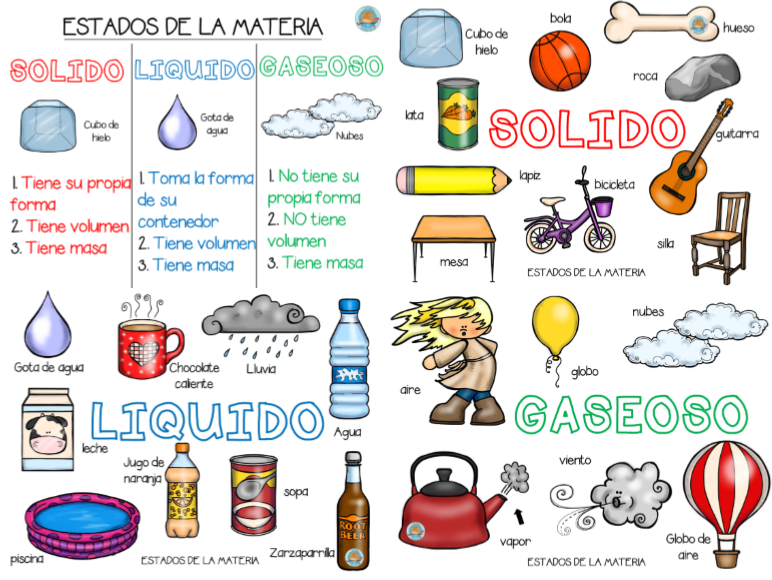 ESTADOS DE LA MATERIA
SOLIDO
LIQUIDO
GASEOSO
Cubo de
hielo
Gota de
agua
Nubes
1. Tiene su propia
forma
2. Tiene volumen
3. Tiene masa
1. Toma la forma
de su
contenedor
2. Tiene volumen
3. Tiene masa
1. No tiene su
propia forma
2. NO tiene
volumen
3. Tiene masa
Cubo de
hielo
bola
hueso
roca
lata
SOLIDO
guitarra
lapiz
bicicleta
mesa
silla
ESTADOS DE LA MATERIA
Gota de agua
Chocolate
caliente
Lluvia
Agua
leche
LIQUIDO
Jugo de
naranja
sopa
ROOT
BEER
Zarzaparrilla
piscina
ESTADOS DE LA MATERIA
aire
globo
nubes
GASEOSO
vapor
viento
Globo de
aire
ESTADOS DE LA MATERIA